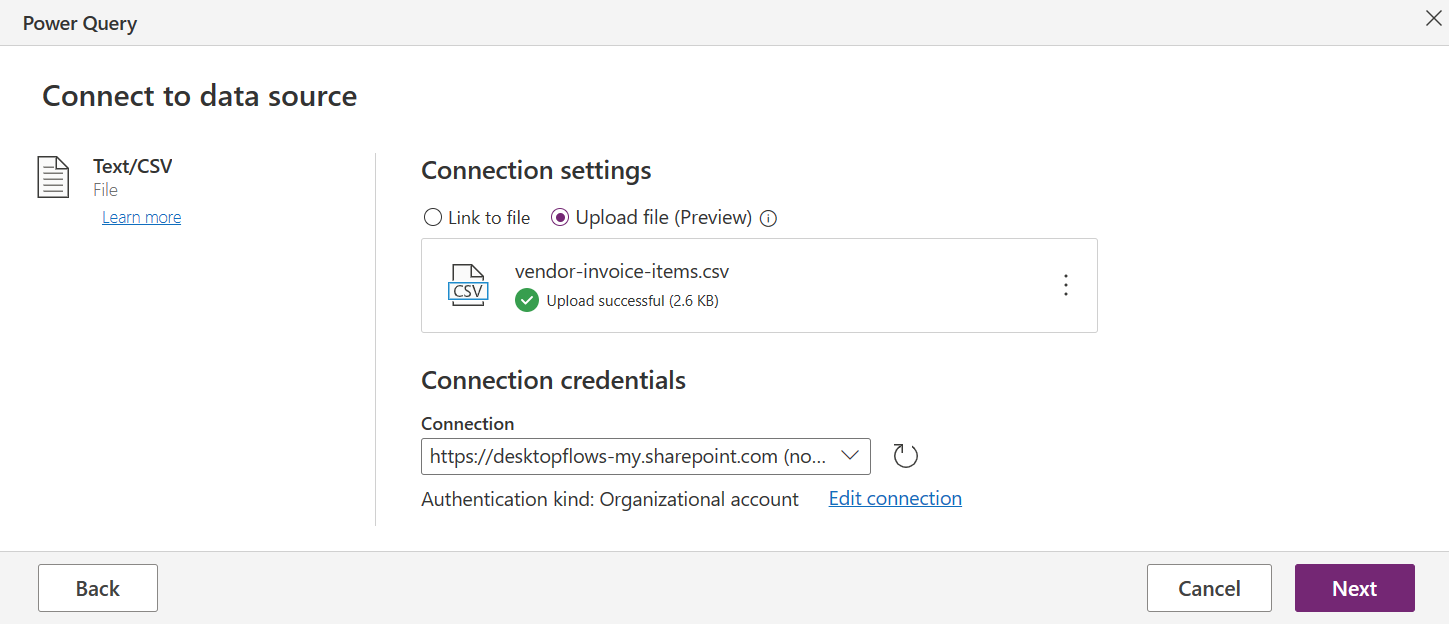 Power Query
Connect to data source
Text/CSV
File
Learn more
Connection settings
Link to file
Upload file (Preview)
CSV
vendor-invoice-items.csv
Upload successful (2.6 KB)
Connection credentials
Connection
https://desktopflows-my.sharepoint.com (no...
Authentication kind: Organizational account
Edit connection
Back
Cancel
Next